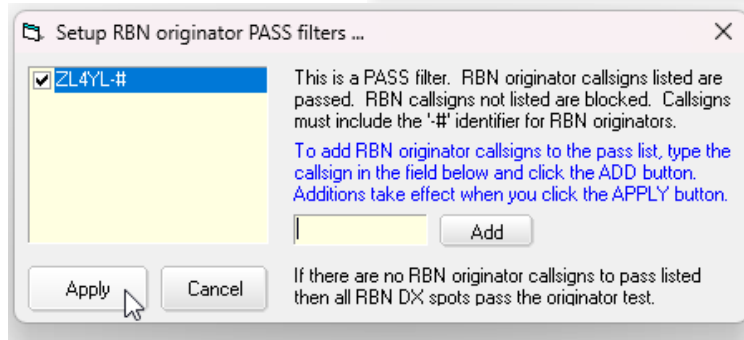 Setup RBN originator PASS filters ...
ZL4YL-#
This is a PASS filter. RBN originator callsigns listed are
passed. RBN callsigns not listed are blocked. Callsigns
must include the '-#' identifier for RBN originators.
To add RBN originator callsigns to the pass list, type the
callsign in the field below and click the ADD button.
Additions take effect when you click the APPLY button.
Add
Apply
Cancel
If there are no RBN originator callsigns to pass listed
then all RBN DX spots pass the originator test.